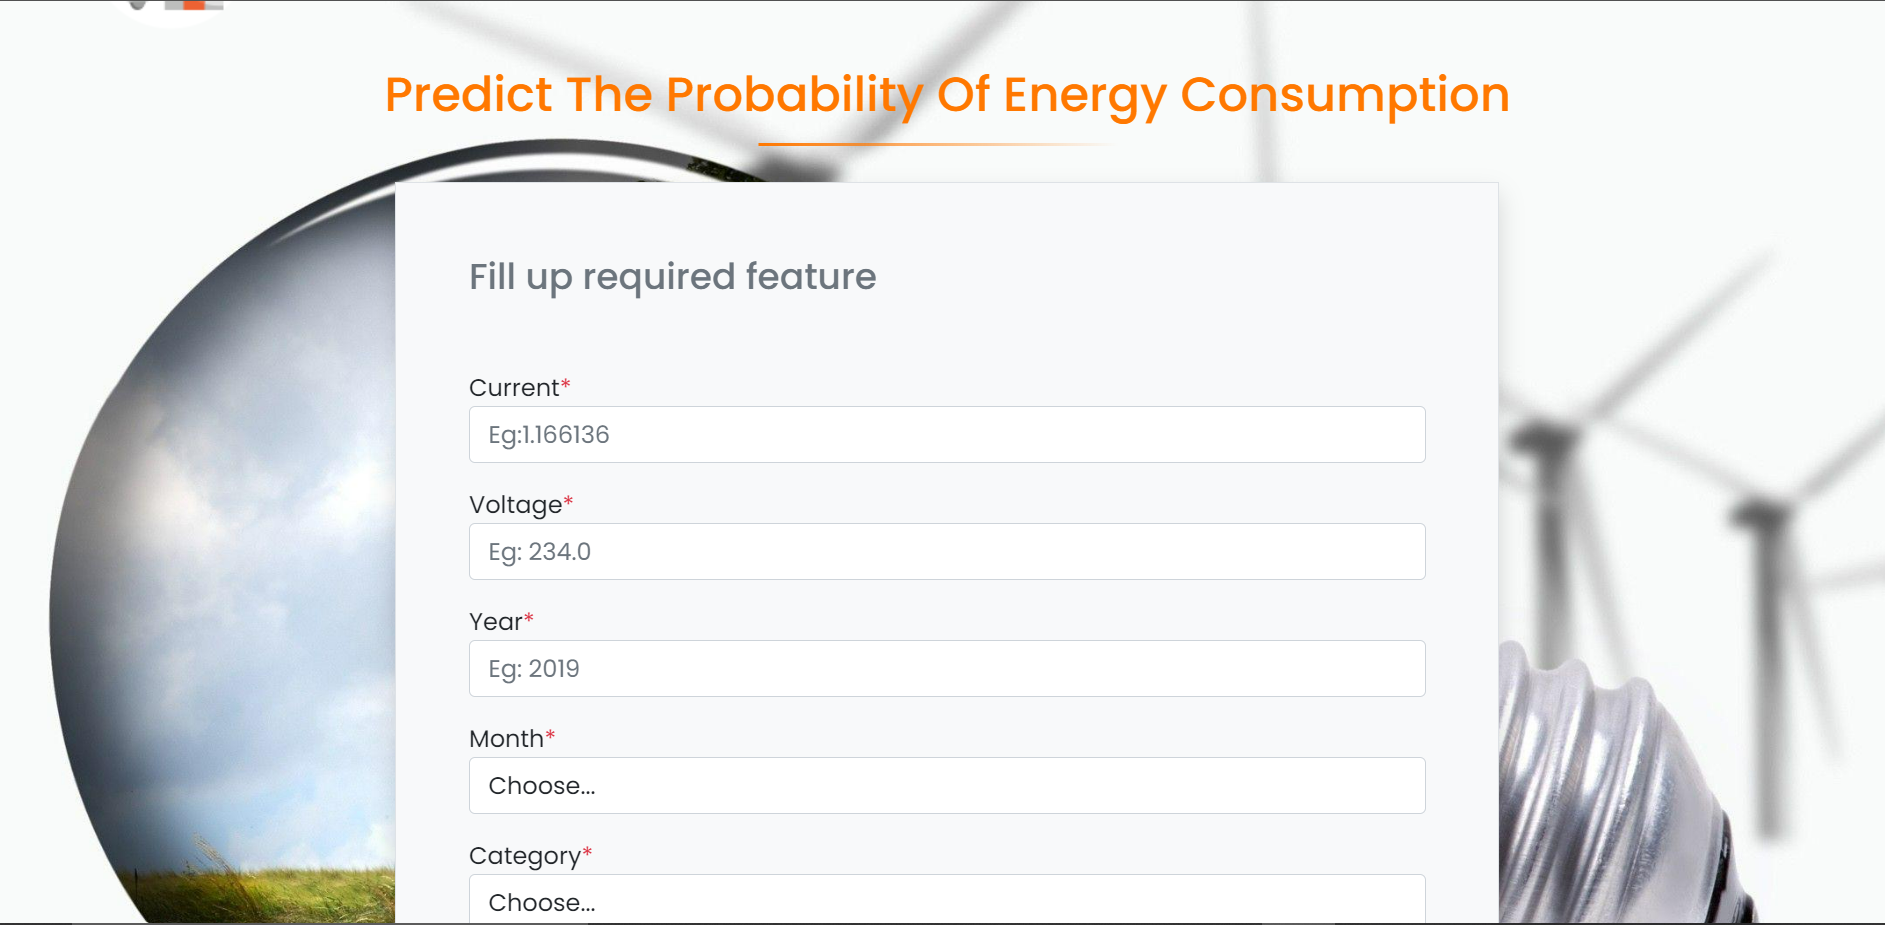 Predict The Probability Of Energy Consumption
Fill up required feature
Current*
Eg:1.166136
Voltage*
Eg: 234.0
Year*
Eg: 2019
Month*
Choose...
Category*
Choose...